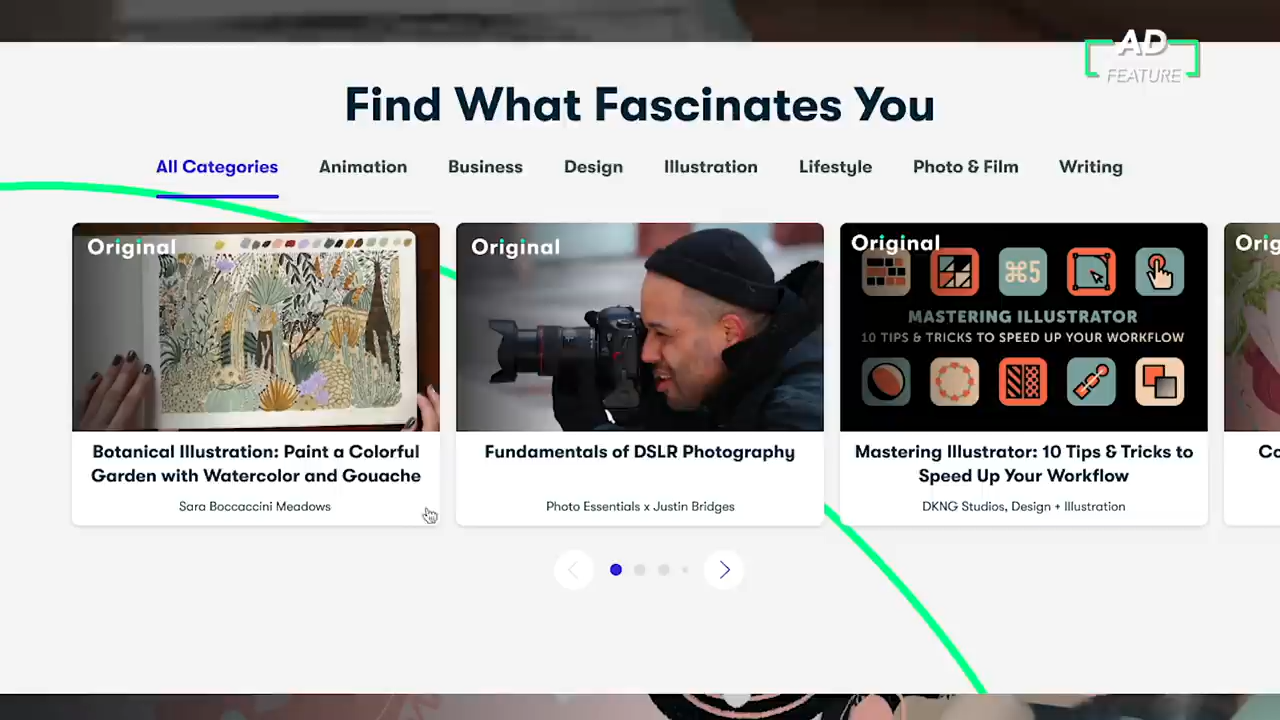 AD
FEATURE
Find What Fascinates You
All Categories
Animation
Business
Design
Illustration
Lifestyle
Photo & Film
Writing
Original
Original
Original
⌘5
MASTERING ILLUSTRATOR
10 TIPS & TRICKS TO SPEED UP YOUR WORKFLOW
Botanical Illustration: Paint a Colorful
Garden with Watercolor and Gouache
Sara Boccaccini Meadows
Fundamentals of DSLR Photography
Photo Essentials x Justin Bridges
Mastering Illustrator: 10 Tips & Tricks to
Speed Up Your Workflow
DKNG Studios, Design + Illustration